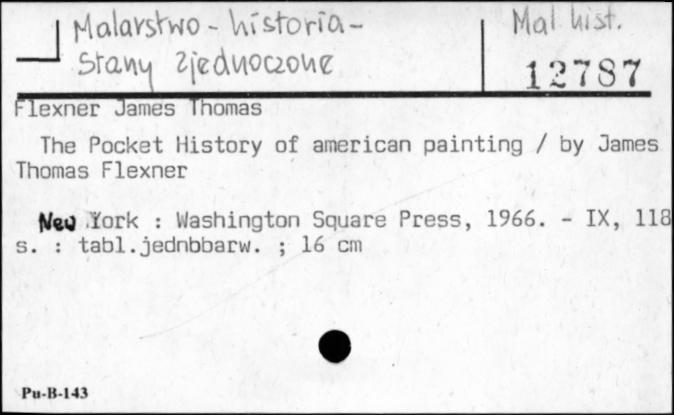 Malarstwo - historia -
Stany Zjednoczone
Mal. hist.
12787
Flexner James Thomas
The Pocket History of american painting / by James
Thomas Flexner
New York : Washington Square Press, 1966. - IX, 118
s. : tabl.jednbbarw. ; 16 cm
Pu-B-143